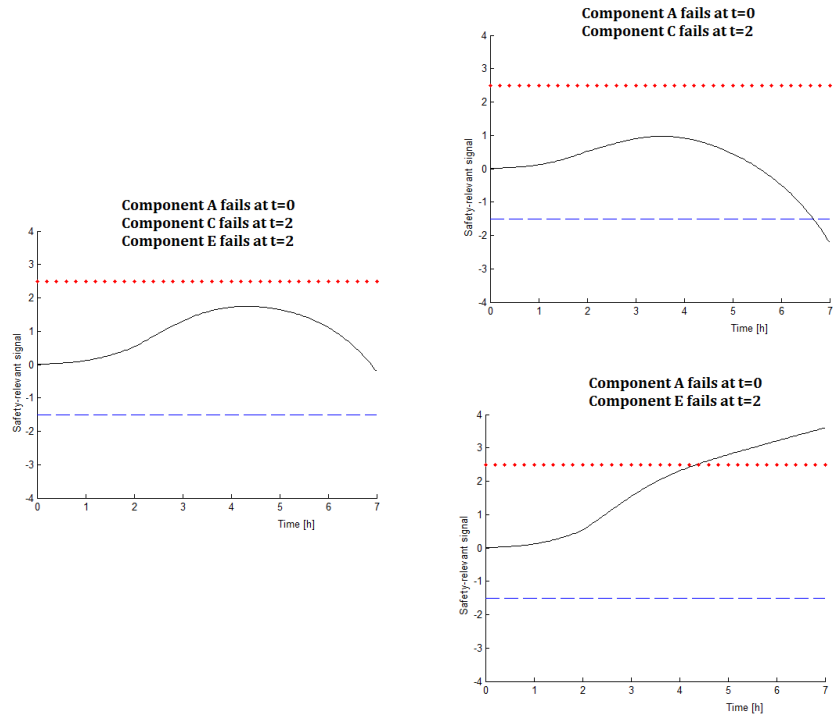 Component A fails at t=0
Component C fails at t=2
Component E fails at t=2
4
3
2
1
0
-1
-2
-3
-4
Safety-relevant signal
0 1 2 3 4 5 6 7
Time [h]
Component A fails at t=0
Component C fails at t=2
4
3
2
1
0
-1
-2
-3
-4
Safety-relevant signal
0 1 2 3 4 5 6 7
Time [h]
Component A fails at t=0
Component E fails at t=2
4
3
2
1
0
-1
-2
-3
-4
Safety-relevant signal
0 1 2 3 4 5 6 7
Time [h]